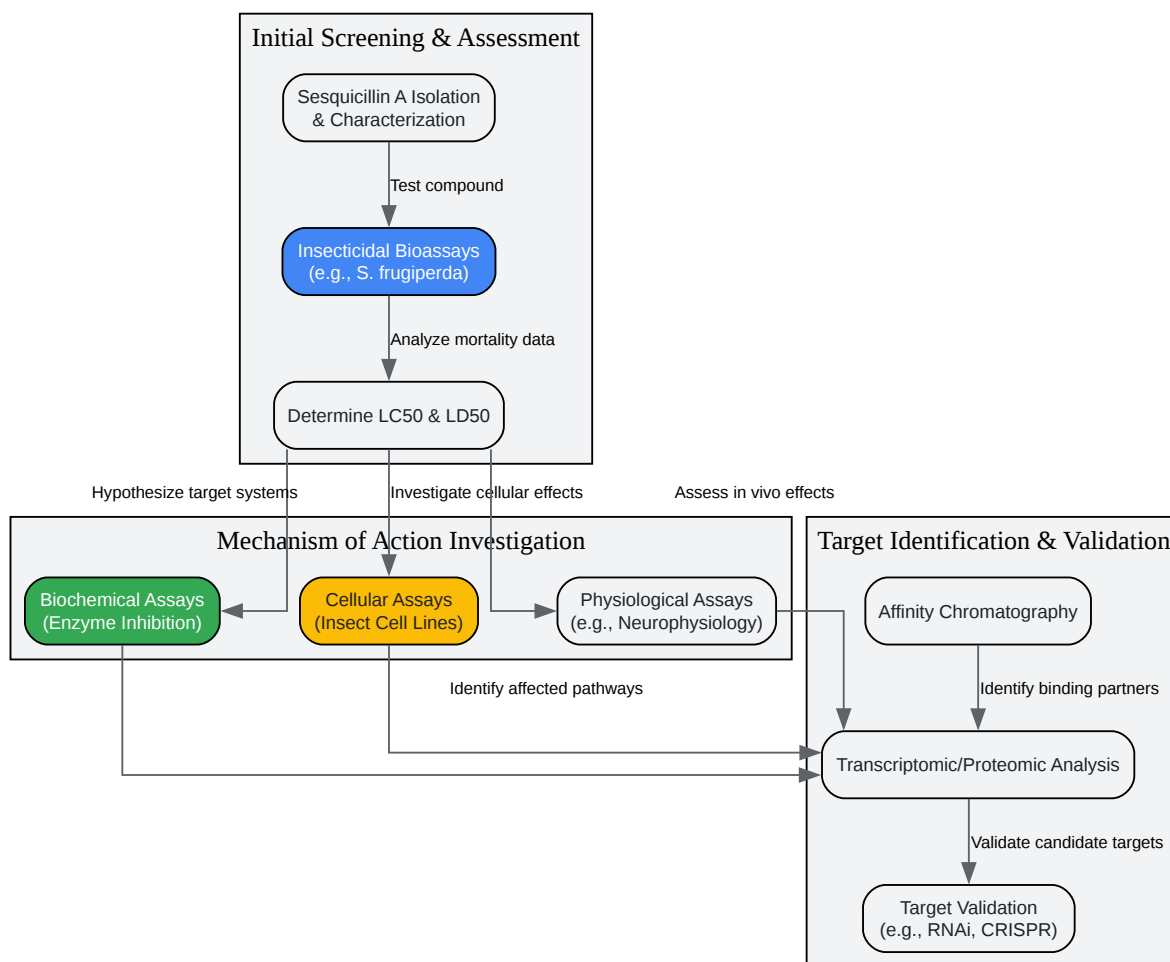 Initial Screening & Assessment
Sesquicillin A Isolation
& Characterization
Test compound
Insecticidal Bioassays
(e.g., S. frugiperda)
Analyze mortality data
Determine LC50 & LD50
Hypothesize target systems
Investigate cellular effects
Assess in vivo effects
Mechanism of Action Investigation
Target Identification & Validation
Biochemical Assays
(Enzyme Inhibition)
Cellular Assays
(Insect Cell Lines)
Physiological Assays
(e.g., Neurophysiology)
Affinity Chromatography
Identify affected pathways
Identify binding partners
Transcriptomic/Proteomic Analysis
Validate candidate targets
Target Validation
(e.g., RNAi, CRISPR)